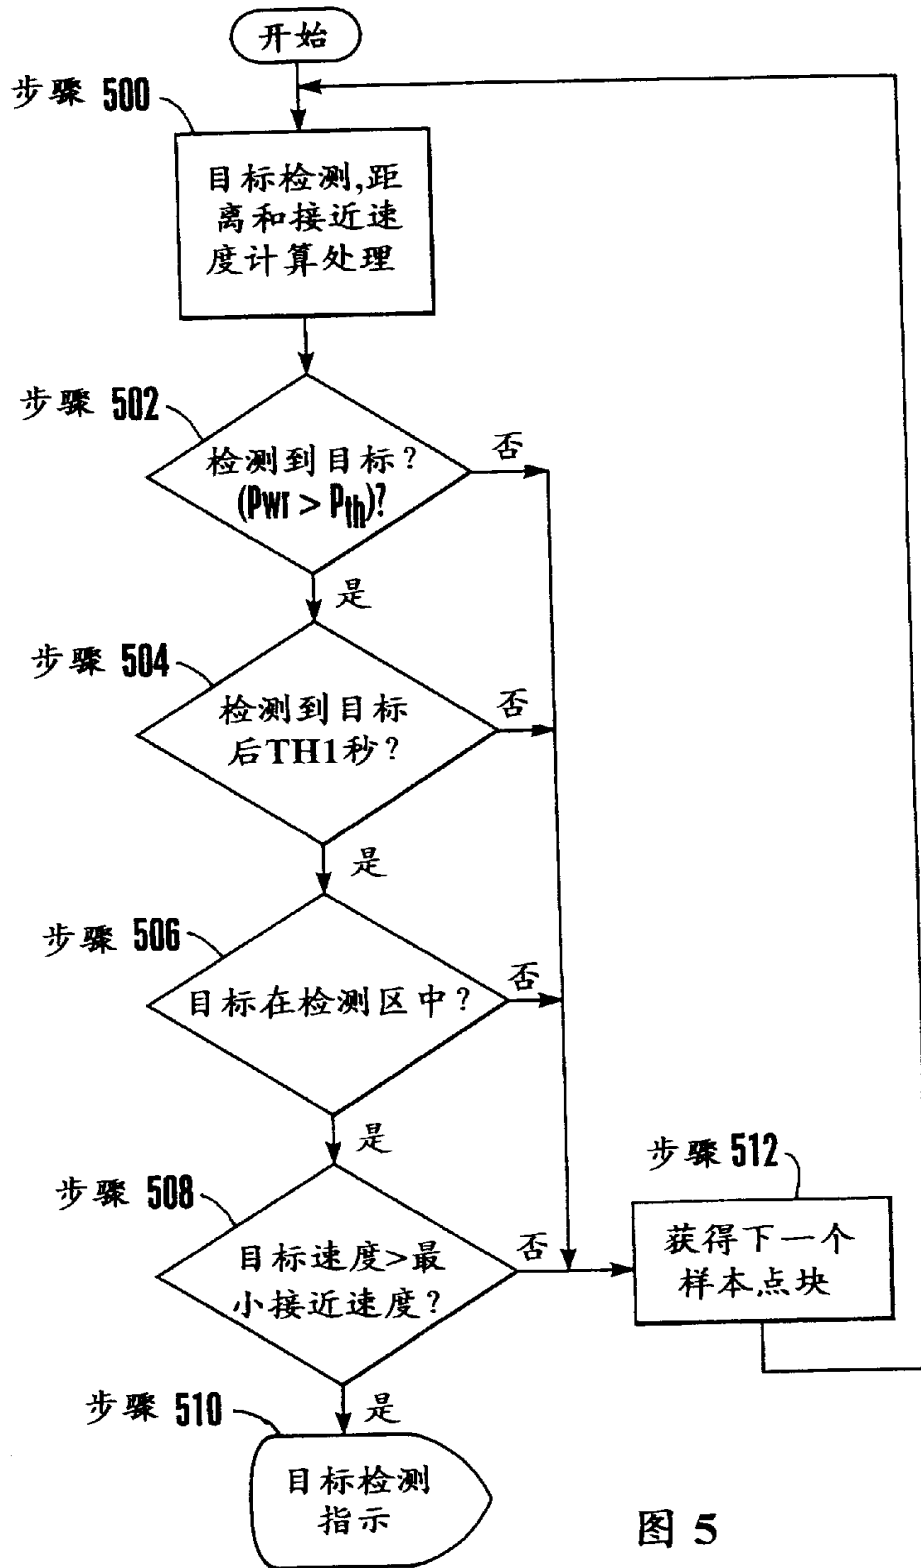 开始
步骤 500
目标检测,距
离和接近速
度计算处理
步骤 502
检测到目标?
(Pwr > Pth)?
否
是
步骤 504
检测到目标
后TH1秒?
否
是
步骤 506
目标在检测区中?
否
是
步骤 508
目标速度>最
小接近速度?
否
步骤 512
获得下一个
样本点块
是
步骤 510
目标检测
指示
图 5